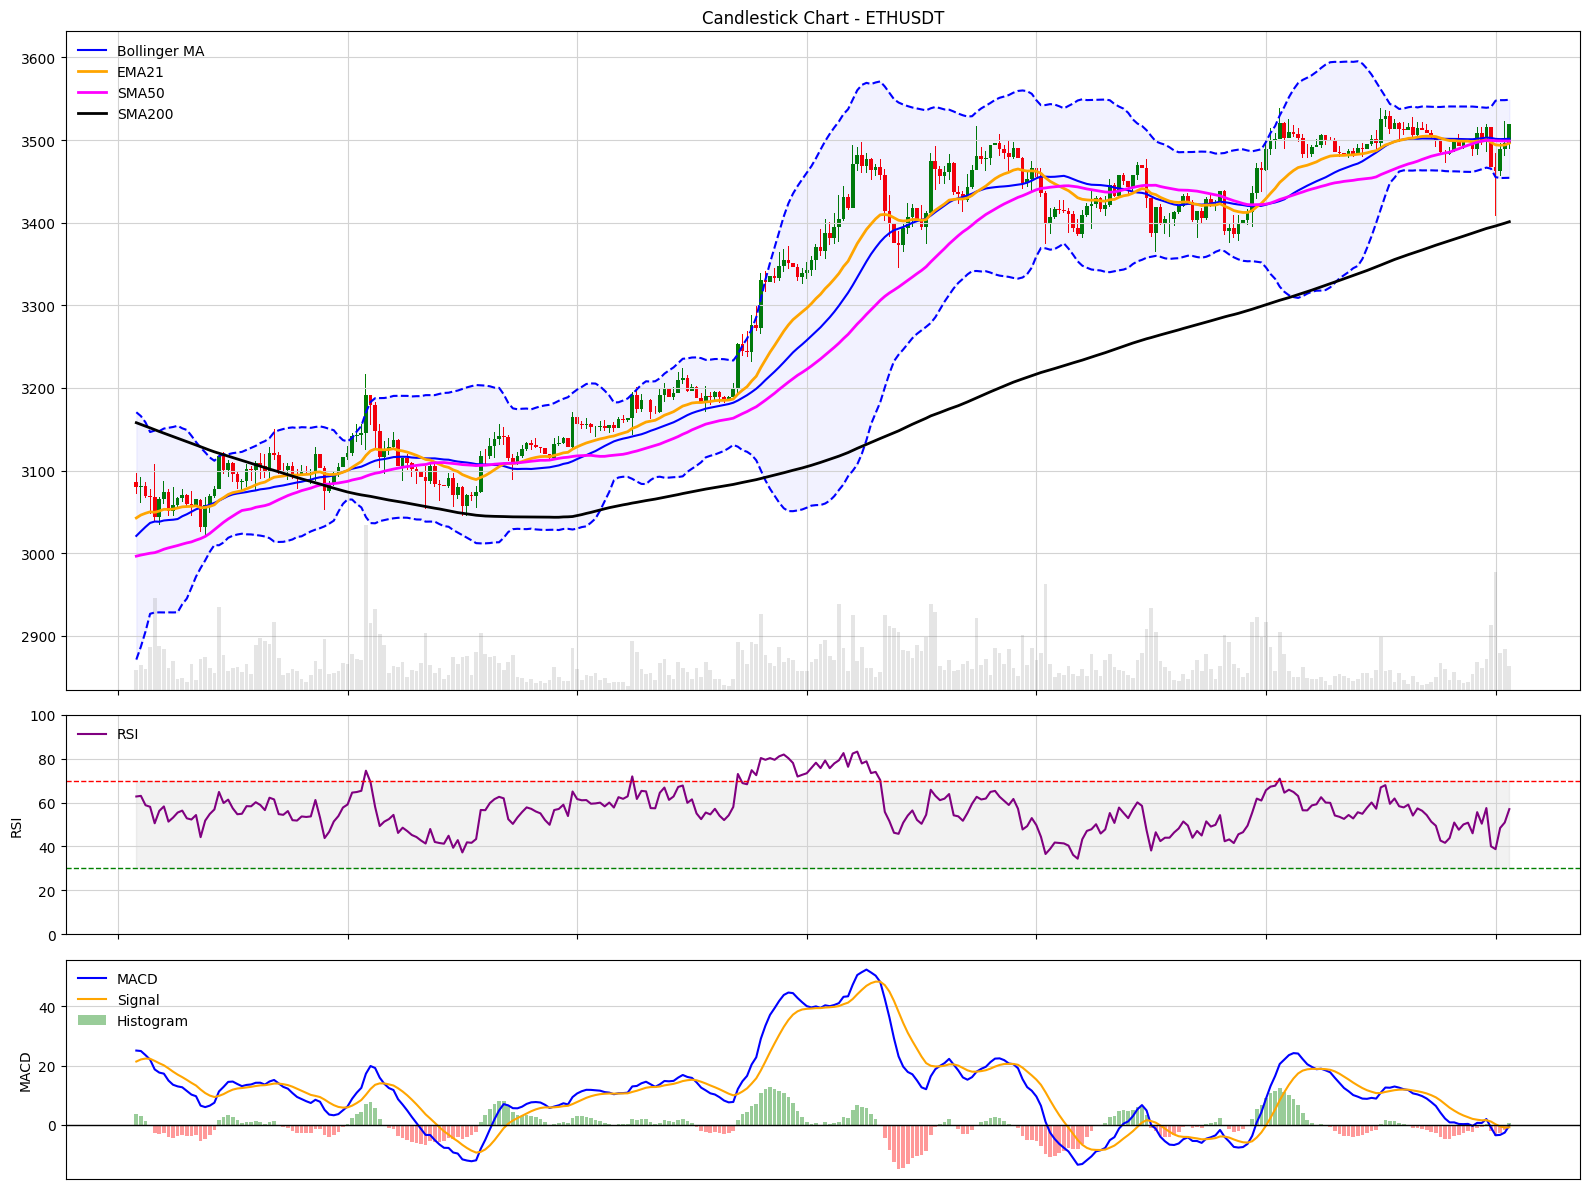 Candlestick Chart - ETHUSDT
Bollinger MA
EMA21
SMA50
SMA200
3600
3500
3400
3300
3200
3100
3000
2900
RSI
100
80
60
40
20
0
RSI
MACD
Signal
Histogram
40
20
0
MACD